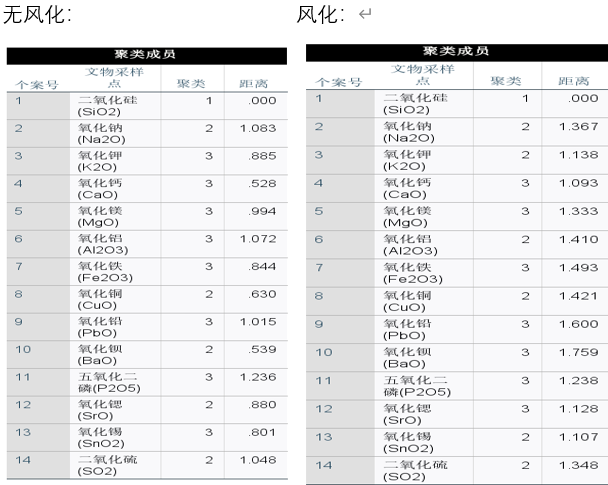 无风化： 风化：
聚类成员 聚类成员
个案号 文物采样点 聚类 距离
1 二氧化硅(SiO2) 1 .000
2 氧化钠(Na2O) 2 1.083
3 氧化钾(K2O) 3 .885
4 氧化钙(CaO) 3 .528
5 氧化镁(MgO) 3 .994
6 氧化铝(Al2O3) 3 1.072
7 氧化铁(Fe2O3) 3 .844
8 氧化铜(CuO) 2 .630
9 氧化铅(PbO) 3 1.015
10 氧化钡(BaO) 2 .539
11 五氧化二磷(P2O5) 3 1.236
12 氧化锶(SrO) 2 .880
13 氧化锡(SnO2) 3 .801
14 二氧化硫(SO2) 2 1.048
个案号 文物采样点 聚类 距离
1 二氧化硅(SiO2) 1 .000
2 氧化钠(Na2O) 2 1.367
3 氧化钾(K2O) 2 1.138
4 氧化钙(CaO) 3 1.093
5 氧化镁(MgO) 3 1.333
6 氧化铝(Al2O3) 2 1.410
7 氧化铁(Fe2O3) 3 1.493
8 氧化铜(CuO) 2 1.421
9 氧化铅(PbO) 3 1.600
10 氧化钡(BaO) 3 1.759
11 五氧化二磷(P2O5) 3 1.238
12 氧化锶(SrO) 3 1.128
13 氧化锡(SnO2) 2 1.107
14 二氧化硫(SO2) 2 1.348